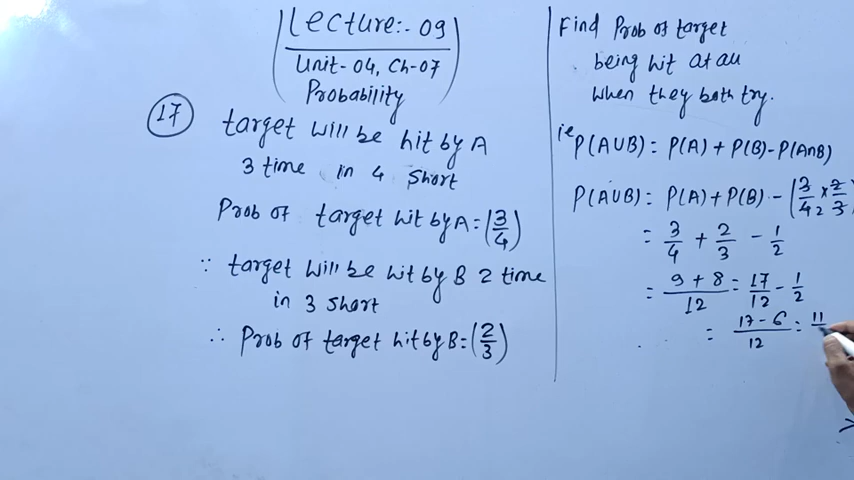 Lecture:- 09
Unit-04, Ch-07
Probability
17
target will be hit by A
3 time in 4 short
Prob of target hit by A = (3/4)
∵ target will be hit by B 2 time
in 3 short
∴ Prob of target hit by B = (2/3)
Find Prob of target
being hit at all
when they both try.
ie P(A∪B) = P(A) + P(B) - P(A∩B)
P(A∪B) = P(A) + P(B) - (3/4 2 × 2/3)
= 3/4 + 2/3 - 1/2
= 9 + 8/12 = 17/12 - 1/2
= 17 - 6/12 = 11